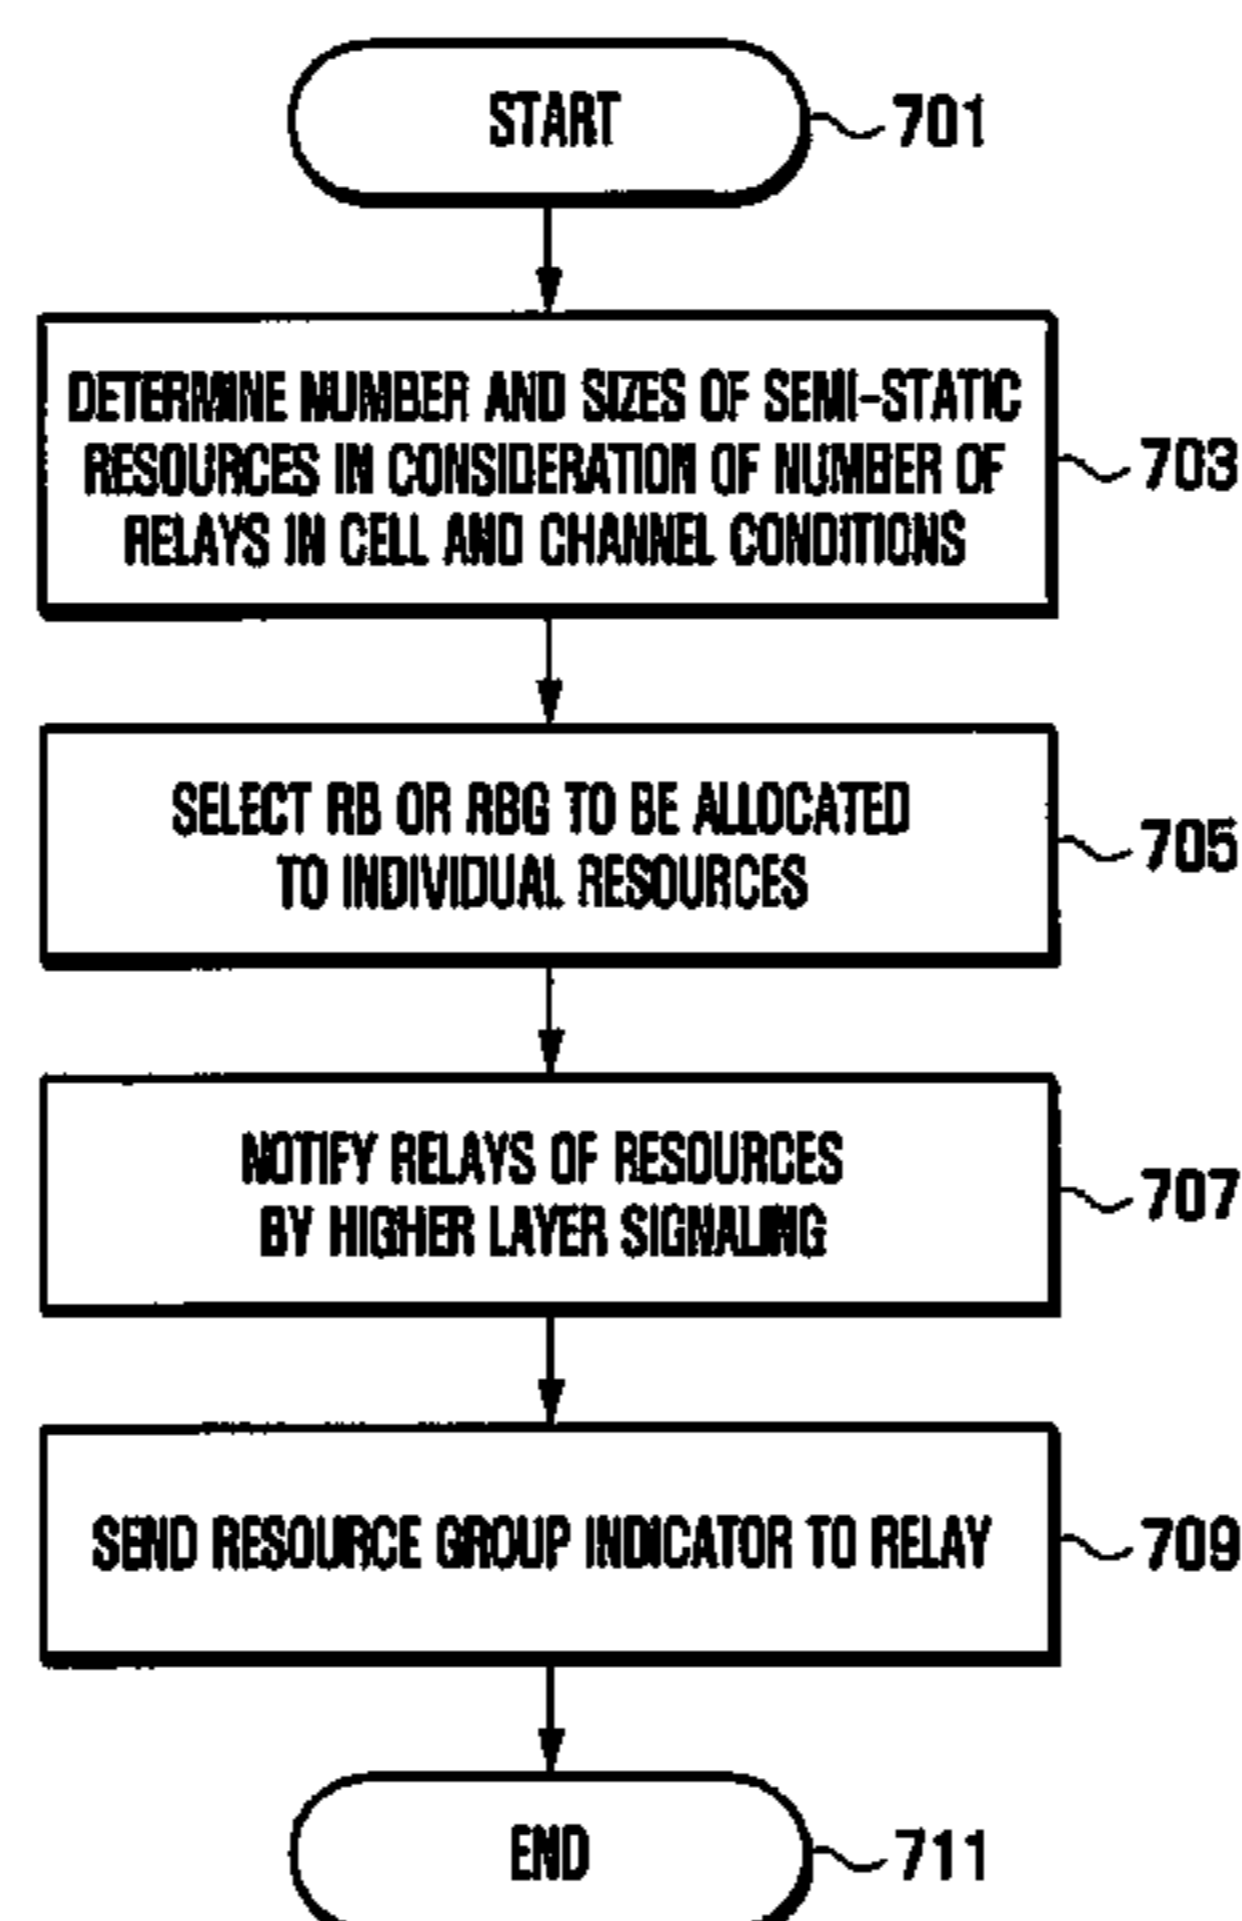 START
701
DETERMINE NUMBER AND SIZES OF SEMI-STATIC
RESOURCES IN CONSIDERATION OF NUMBER OF
RELAYS IN CELL AND CHANNEL CONDITIONS
703
SELECT RB OR RBG TO BE ALLOCATED
TO INDIVIDUAL RESOURCES
705
NOTIFY RELAYS OF RESOURCES
BY HIGHER LAYER SIGNALING
707
SEND RESOURCE GROUP INDICATOR TO RELAY
709
END
711